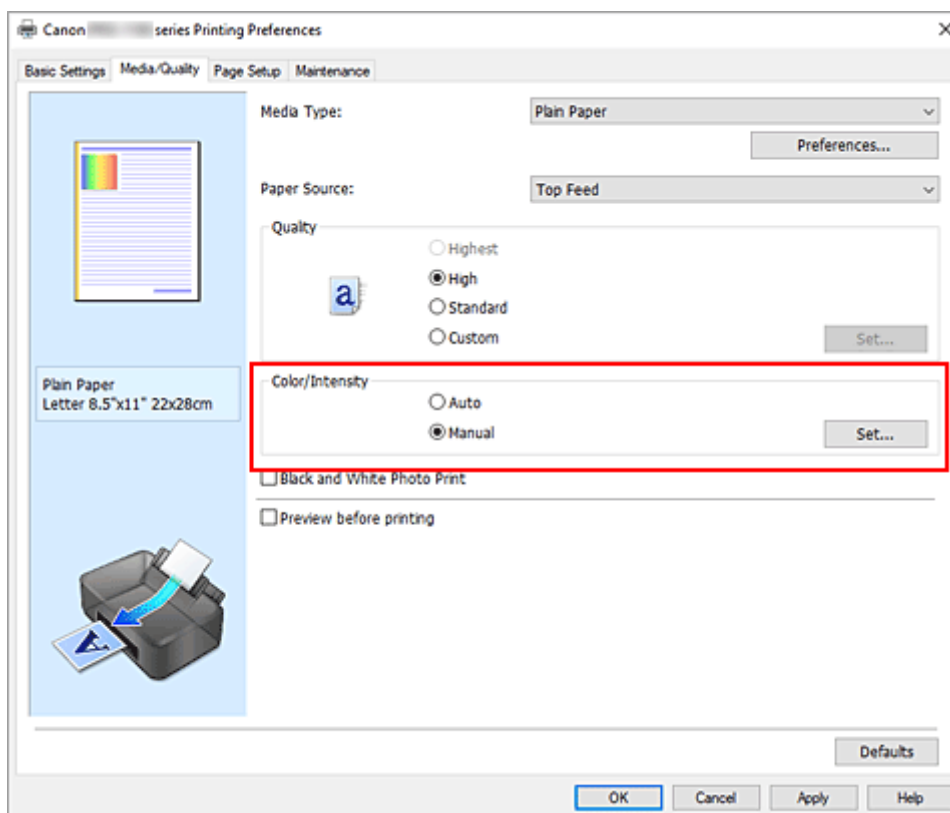 Canon series Printing Preferences
Basic Settings Media/Quality Page Setup Maintenance
Media Type: Plain Paper
Preferences...
Paper Source: Top Feed
Quality
Highest
High
Standard
Custom Set...
a
Plain Paper
Letter 8.5"x11" 22x28cm
Color/Intensity
Auto
Manual Set...
Black and White Photo Print
Preview before printing
A
Defaults
OK Cancel Apply Help